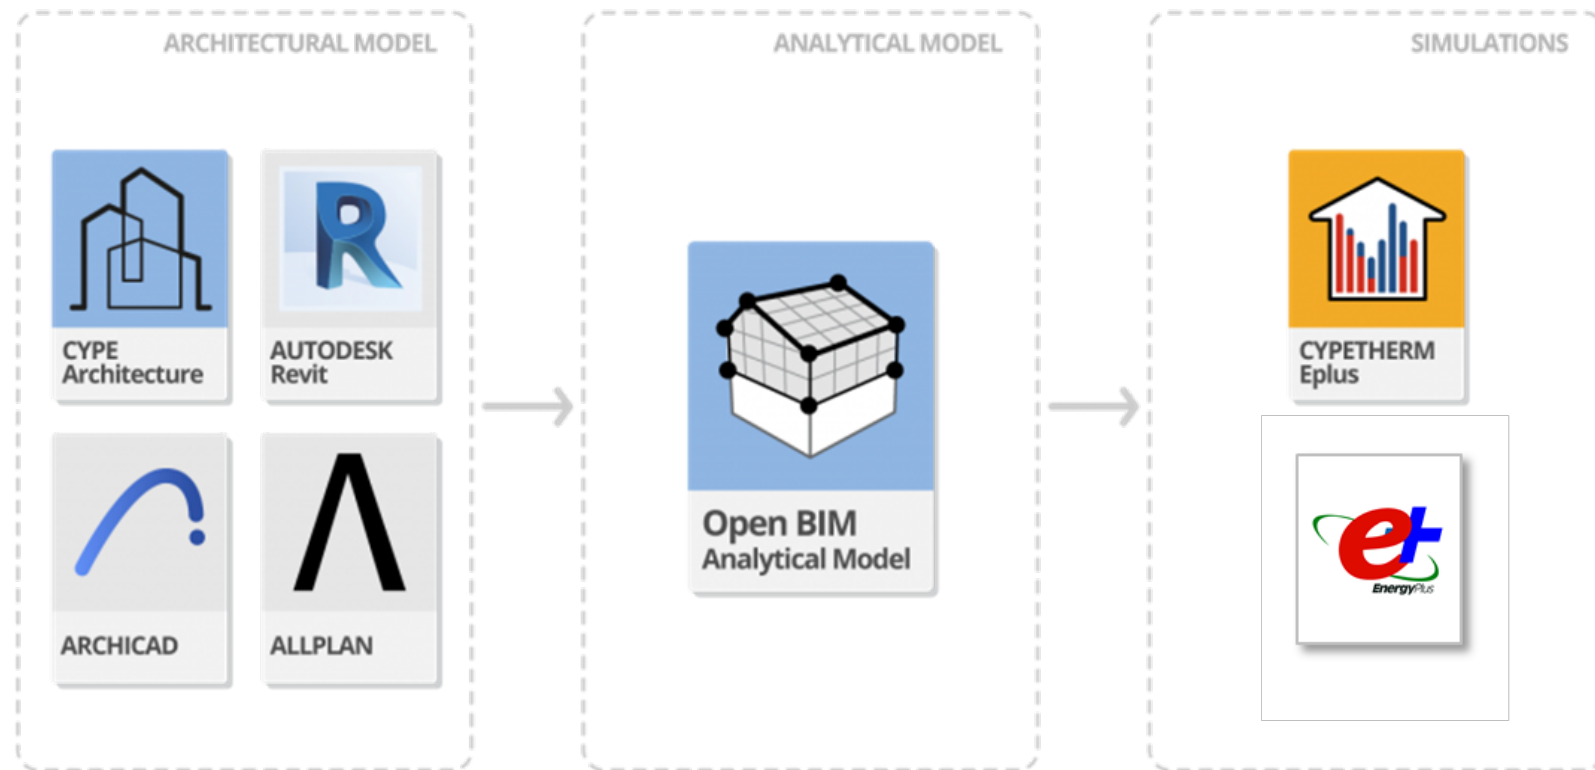 ARCHITECTURAL MODEL
CYPE
Architecture
AUTODESK
Revit
ARCHICAD
ALLPLAN
ANALYTICAL MODEL
Open BIM
Analytical Model
SIMULATIONS
CYPETHERM
Eplus
e+
EnergyPlus